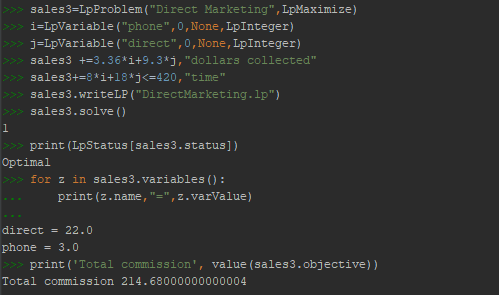 >>> sales3=LpProblem("Direct Marketing",LpMaximize)
>>> i=LpVariable("phone",0,None,LpInteger)
>>> j=LpVariable("direct",0,None,LpInteger)
>>> sales3 +=3.36*i+9.3*j,"dollars collected"
>>> sales3+=8*i+18*j<=420,"time"
>>> sales3.writeLP("DirectMarketing.lp")
>>> sales3.solve()
1
>>> print(LpStatus[sales3.status])
Optimal
>>> for z in sales3.variables():
...     print(z.name,"=",z.varValue)
...
direct = 22.0
phone = 3.0
>>> print('Total commission', value(sales3.objective))
Total commission 214.68000000000004